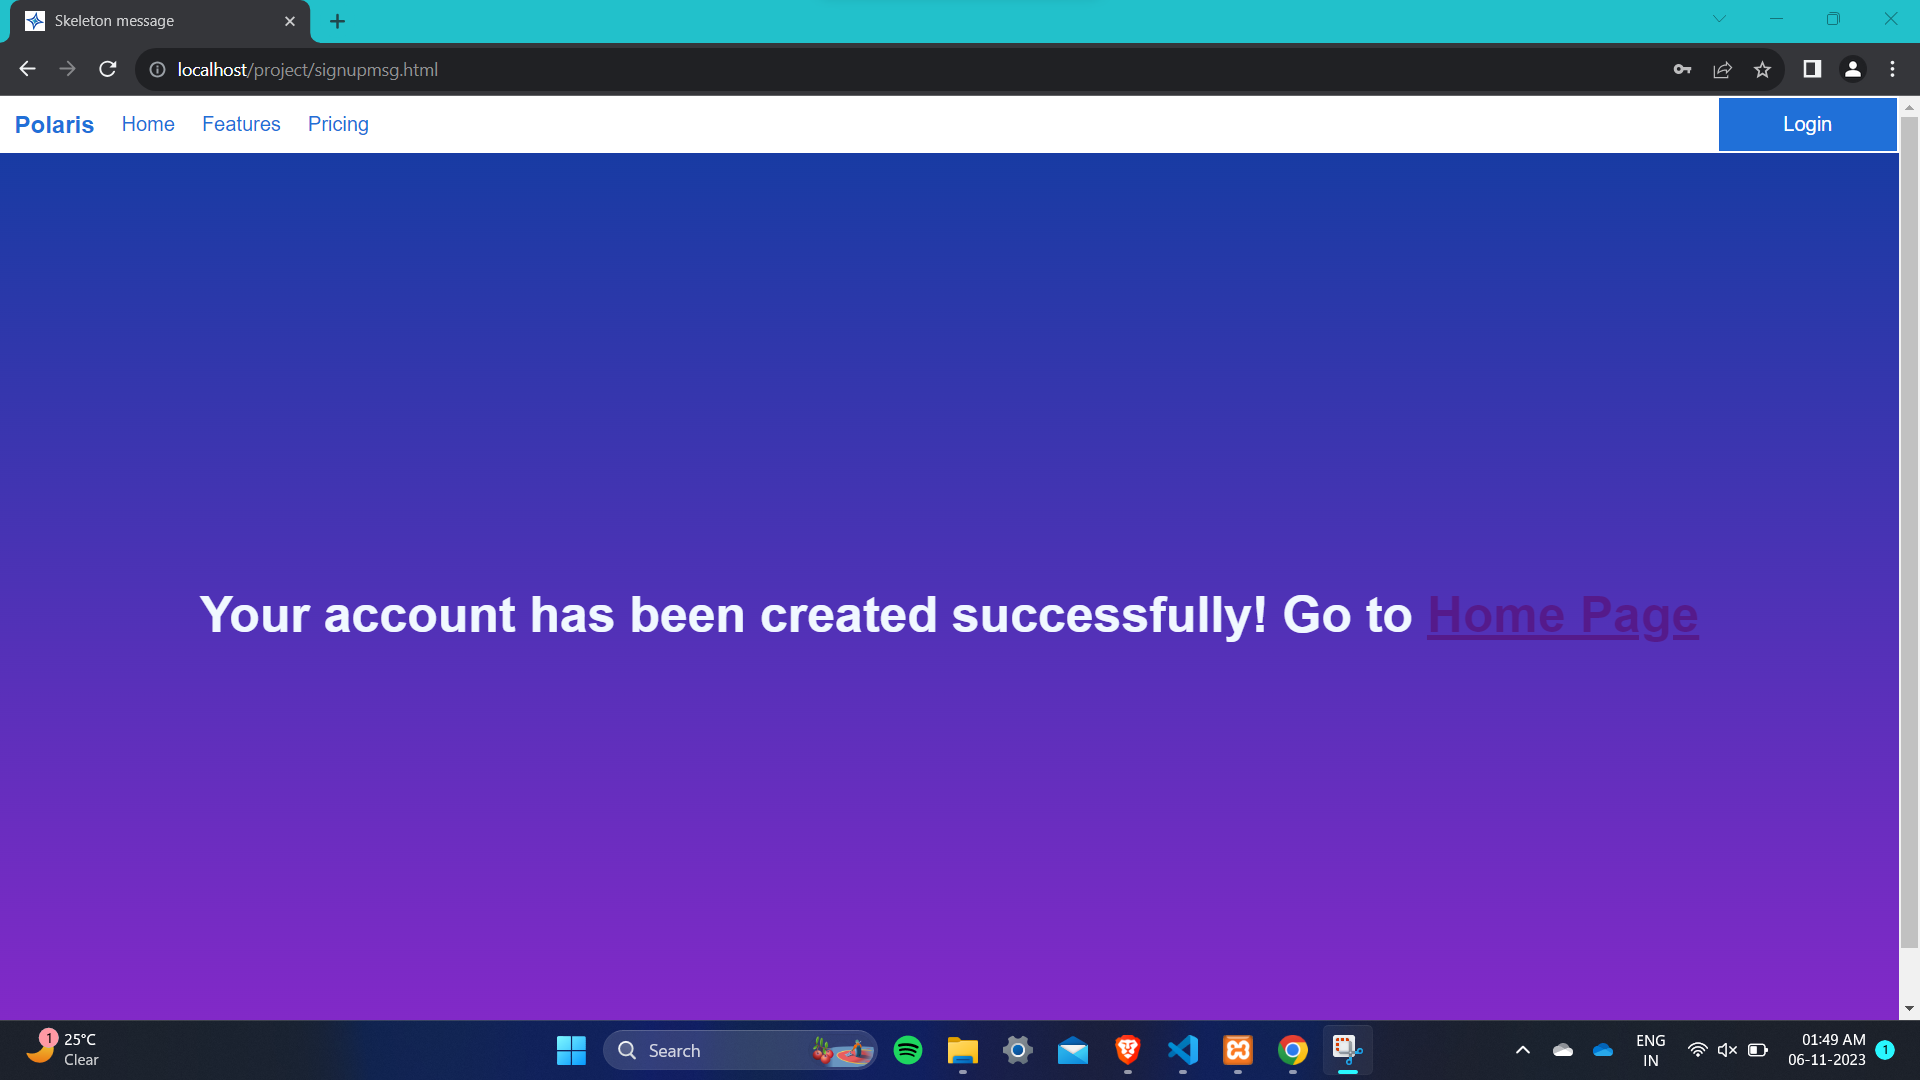 Skeleton message
localhost/project/signupmsg.html
Polaris Home Features Pricing Login
Your account has been created successfully! Go to Home Page
1 25°C
Clear
Search
ENG
IN
01:49 AM
06-11-2023
1